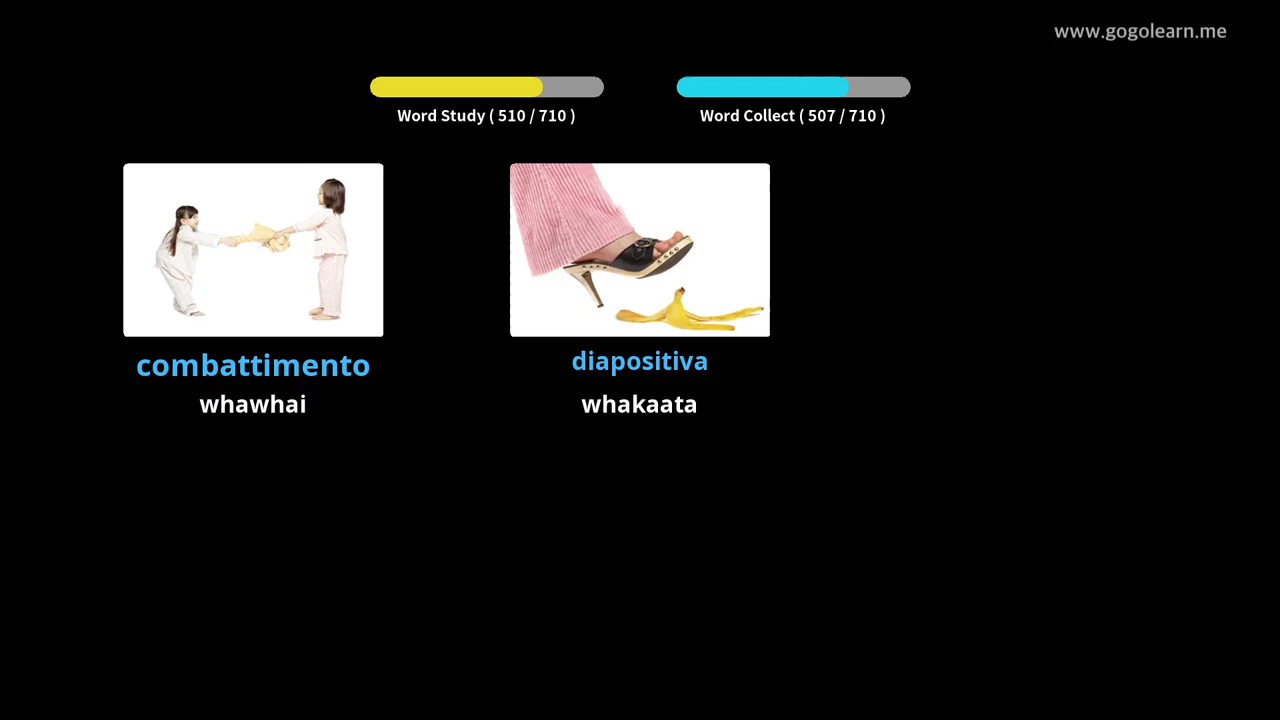 www.gogolearn.me
Word Study ( 510 / 710 )
Word Collect ( 507 / 710 )
combattimento
whawhai
diapositiva
whakaata